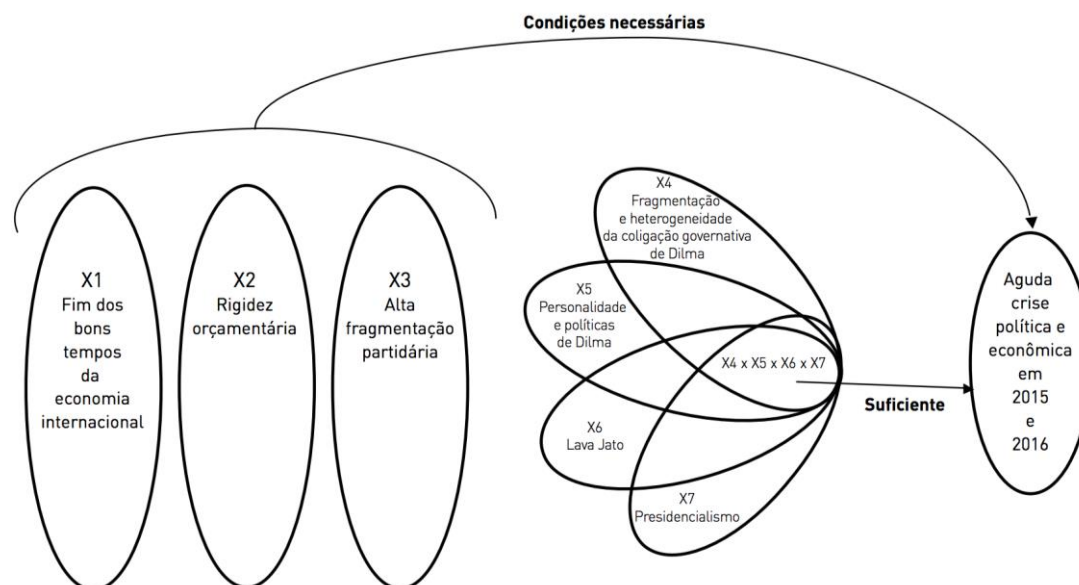 Condições necessárias
X1
Fim dos
bons
tempos
da
economia
internacional
X2
Rigidez
orçamentária
X3
Alta
fragmentação
partidária
X4
Fragmentação
e heterogeneidade
da coligação governativa
de Dilma
X5
Personalidade
e políticas
de Dilma
X4 x X5 x X6 x X7
X6
Lava Jato
X7
Presidencialismo
Suficiente
Aguda
crise
política e
econômica
em
2015
e
2016